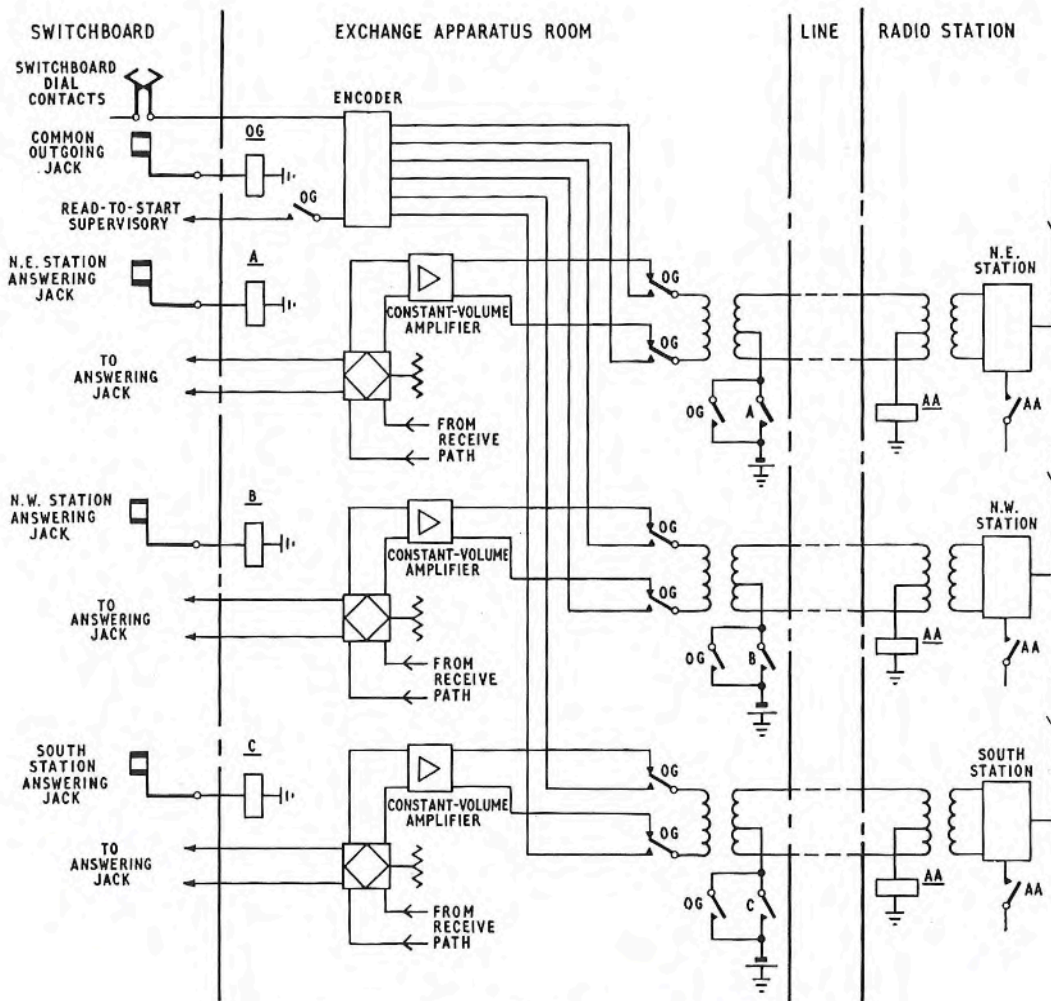 SWITCHBOARD
EXCHANGE APPARATUS ROOM
LINE
RADIO STATION
SWITCHBOARD
DIAL
CONTACTS
ENCODER
COMMON
OUTGOING
JACK
OG
READ-TO-START
SUPERVISORY
OG
N.E. STATION
ANSWERING
JACK
A
CONSTANT-VOLUME
AMPLIFIER
OG
OG
N.E.
STATION
TO
ANSWERING
JACK
FROM
RECEIVE
PATH
OG
A
AA
AA
N.W. STATION
ANSWERING
JACK
B
CONSTANT-VOLUME
AMPLIFIER
OG
OG
N.W.
STATION
TO
ANSWERING
JACK
FROM
RECEIVE
PATH
OG
B
AA
AA
SOUTH
STATION
ANSWERING
JACK
C
CONSTANT-VOLUME
AMPLIFIER
OG
OG
SOUTH
STATION
TO
ANSWERING
JACK
FROM
RECEIVE
PATH
OG
C
AA
AA